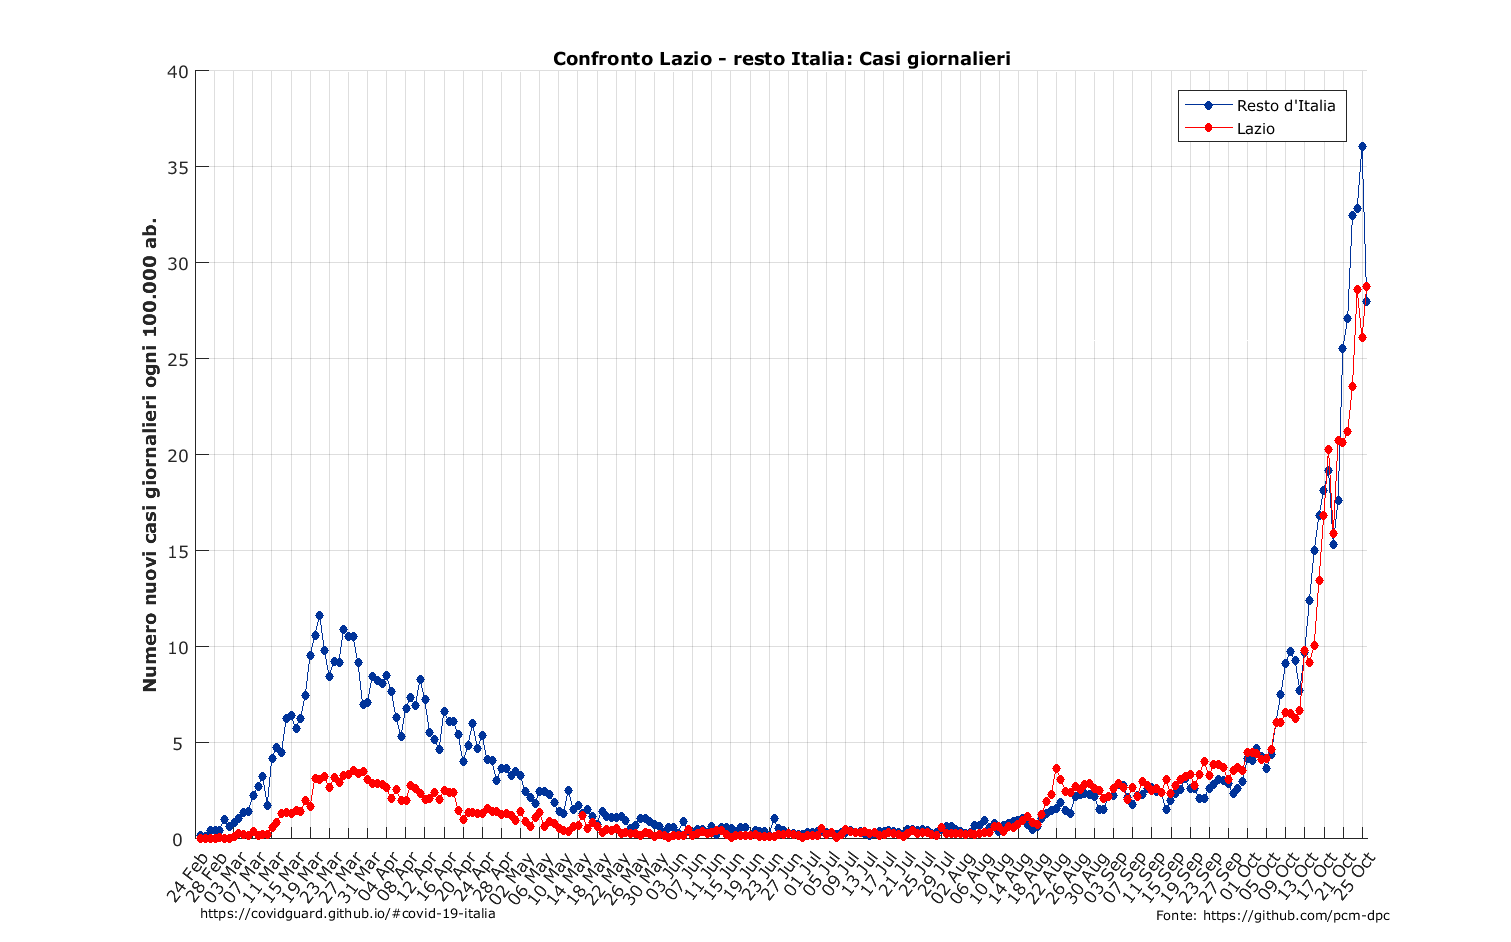 Confronto Lazio - resto Italia: Casi giornalieri
Resto d'Italia
Lazio
Numero nuovi casi giornalieri ogni 100.000 ab.
40
35
30
25
20
15
10
5
0
24 Feb
28 Feb
03 Mar
07 Mar
11 Mar
15 Mar
19 Mar
23 Mar
27 Mar
31 Mar
04 Apr
08 Apr
12 Apr
16 Apr
20 Apr
24 Apr
28 Apr
02 May
06 May
10 May
14 May
18 May
22 May
26 May
30 May
03 Jun
07 Jun
11 Jun
15 Jun
19 Jun
23 Jun
27 Jun
01 Jul
05 Jul
09 Jul
13 Jul
17 Jul
21 Jul
25 Jul
29 Jul
02 Aug
06 Aug
10 Aug
14 Aug
18 Aug
22 Aug
26 Aug
30 Aug
03 Sep
07 Sep
11 Sep
15 Sep
19 Sep
23 Sep
27 Sep
01 Oct
05 Oct
09 Oct
13 Oct
17 Oct
21 Oct
25 Oct
https://covidguard.github.io/#covid-19-italia
Fonte: https://github.com/pcm-dpc